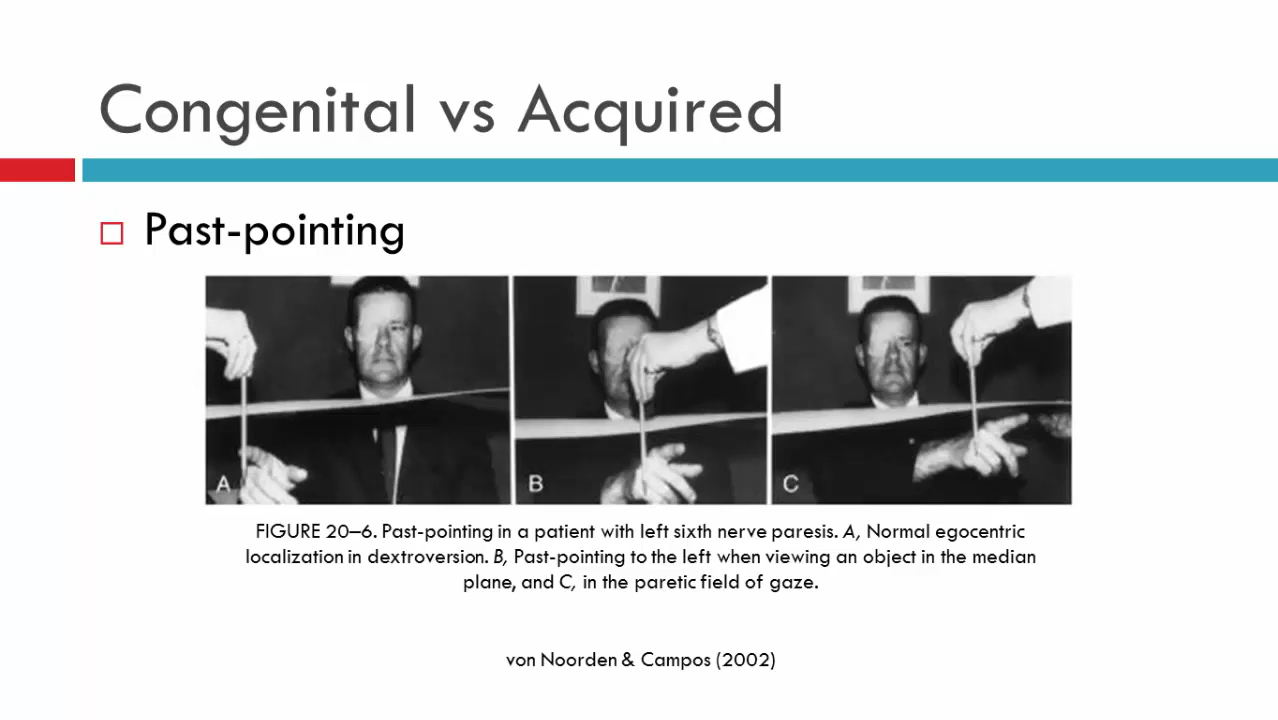 Congenital vs Acquired
Past-pointing
A
B
C
FIGURE 20–6. Past-pointing in a patient with left sixth nerve paresis. A, Normal egocentric
localization in dextroversion. B, Past-pointing to the left when viewing an object in the median
plane, and C, in the paretic field of gaze.
von Noorden & Campos (2002)